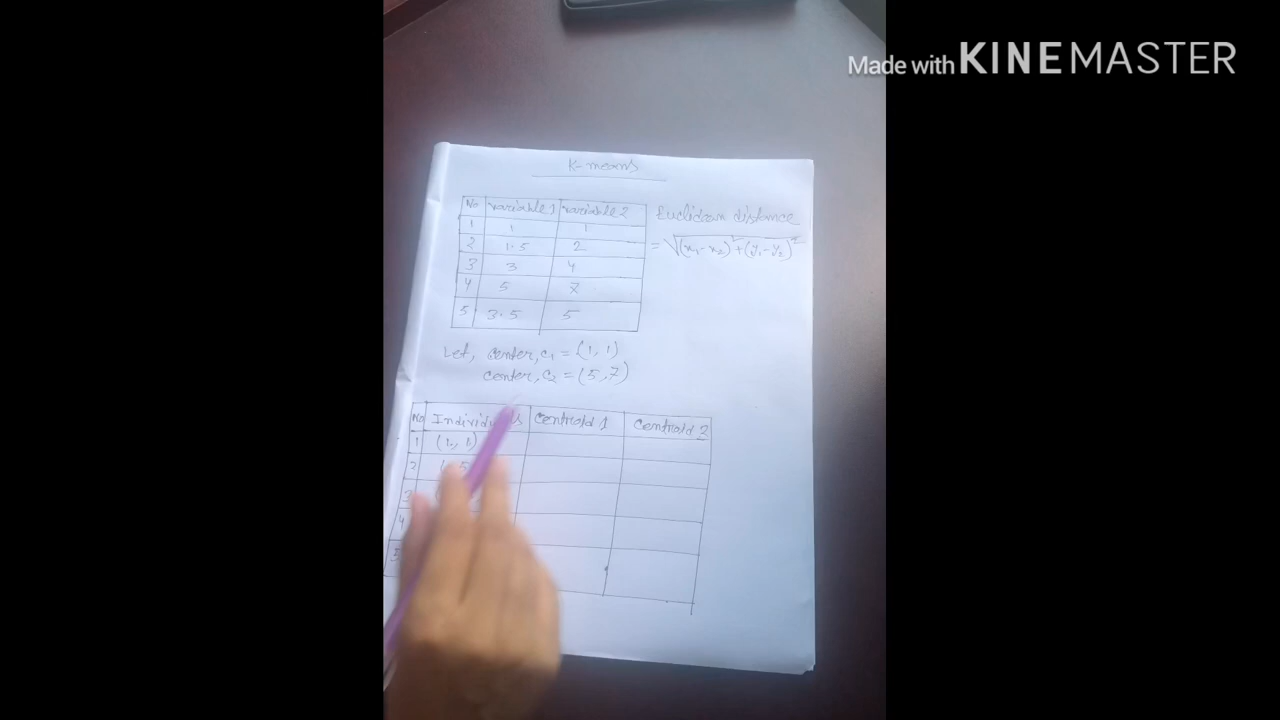 Made with KINEMASTER
K-means
No variable 1 variable 2
1 1 1
2 1.5 2
3 3 4
4 5 7
5 3.5 5
Euclidean distance
= √(x₁-x₂)²+(y₁-y₂)²
Let, center, c₁ = (1, 1)
center, c₂ = (5, 7)
No Centroid 1 Centroid 2
1 (1, 1)
2
3
4
5